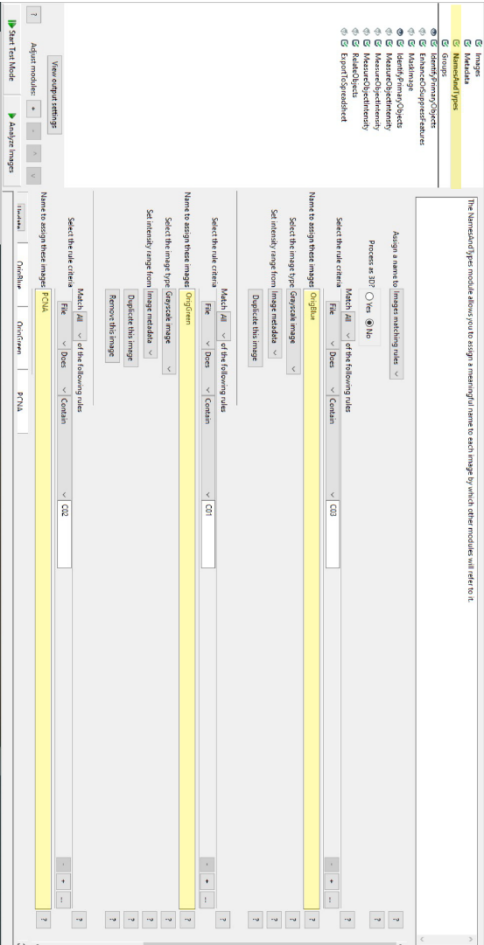 Images
Metadata
NamesAndTypes
Groups
IdentifyPrimaryObjects
EnhanceOrSuppressFeatures
MaskImage
IdentifyPrimaryObjects
MeasureObjectIntensity
MeasureObjectIntensity
MeasureObjectIntensity
RelateObjects
ExportToSpreadsheet
View output settings
? Adjust modules: + - ^ v
Start Test Mode Analyze Images
The NamesAndTypes module allows you to assign a meaningful name to each image by which other modules will refer to it.
Assign a name to Images matching rules ?
Process as 3D? Yes No ?
Match All of the following rules
Select the rule criteria File Does Contain C03 - + ... ?
Name to assign these images OrigBlue ?
Select the image type Grayscale image ?
Set intensity range from Image metadata ?
Duplicate this image ?
Match All of the following rules
Select the rule criteria File Does Contain C01 - + ... ?
Name to assign these images OrigGreen ?
Select the image type Grayscale image ?
Set intensity range from Image metadata ?
Duplicate this image ?
Remove this image ?
Match All of the following rules
Select the rule criteria File Does Contain C02 - + ... ?
Name to assign these images PCNA ?
Update OrigBlue OrigGreen PCNA